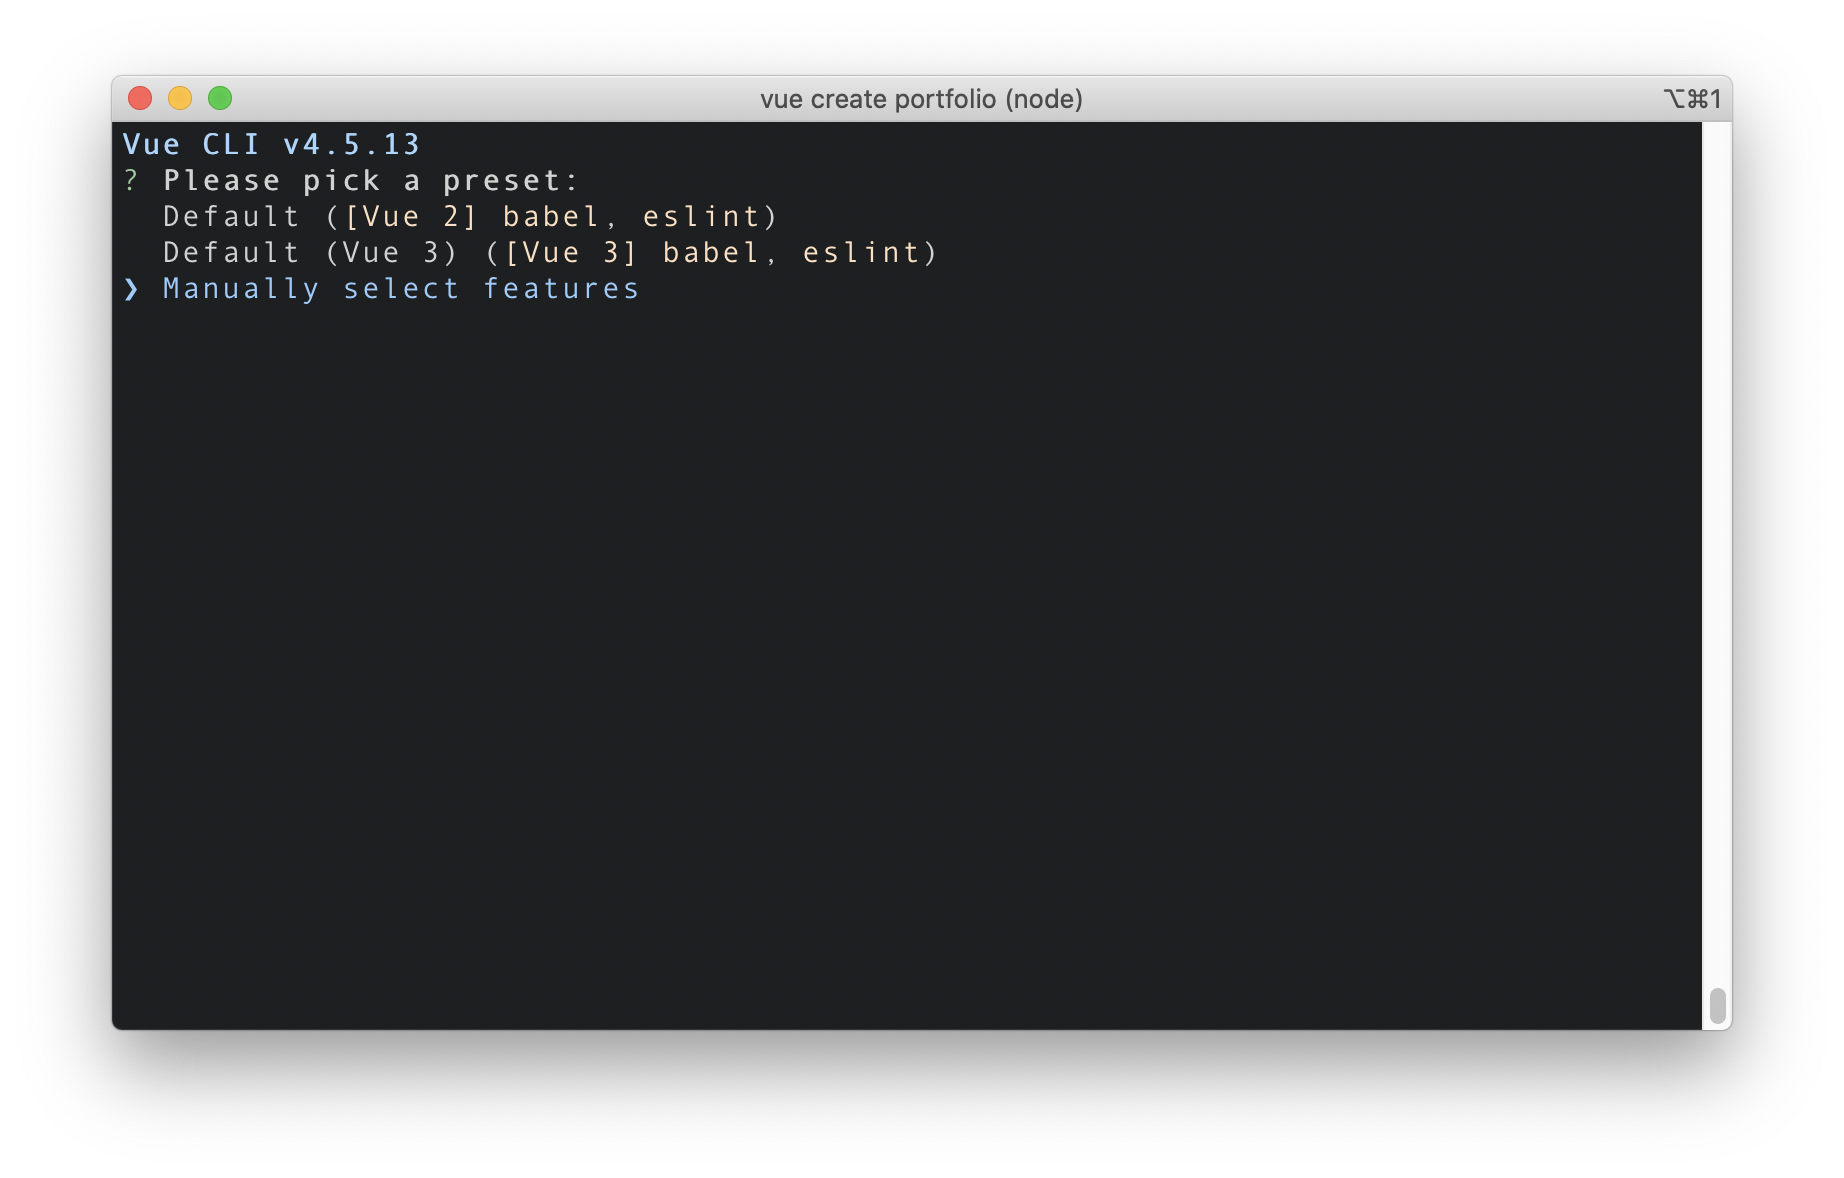 vue create portfolio (node)
⌥⌘1
Vue CLI v4.5.13
? Please pick a preset:
Default ([Vue 2] babel, eslint)
Default (Vue 3) ([Vue 3] babel, eslint)
❯ Manually select features